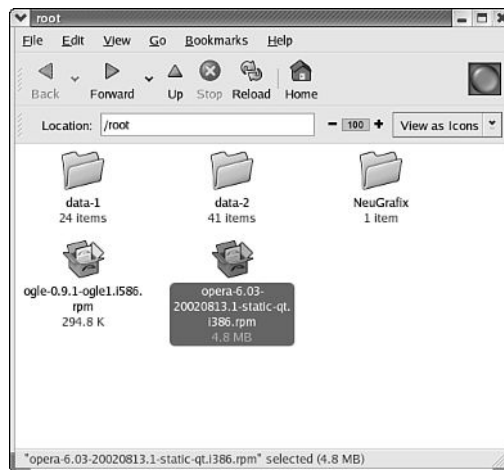 root
File Edit View Go Bookmarks Help
Back Forward Up Stop Reload Home
Location: /root 100 View as Icons
data-1
24 items
data-2
41 items
NeuGrafix
1 item
ogle-0.9.1-ogle1.i586.
rpm
294.8 K
opera-6.03-
20020813.1-static-qt.
i386.rpm
4.8 MB
"opera-6.03-20020813.1-static-qt.i386.rpm" selected (4.8 MB)